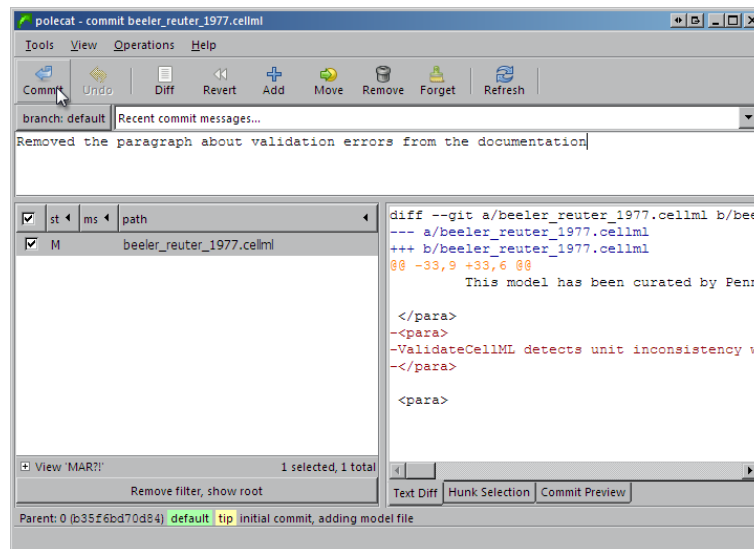 polecat - commit beeler_reuter_1977.cellml
Tools View Operations Help
Commit Undo Diff Revert Add Move Remove Forget Refresh
branch: default Recent commit messages...
Removed the paragraph about validation errors from the documentation
st ms path
M beeler_reuter_1977.cellml
diff --git a/beeler_reuter_1977.cellml b/bee
--- a/beeler_reuter_1977.cellml
+++ b/beeler_reuter_1977.cellml
@@ -33,9 +33,6 @@
This model has been curated by Penn
</para>
-<para>
-ValidateCellML detects unit inconsistency w
-</para>
<para>
View 'MAR?!' 1 selected, 1 total
Remove filter, show root
Text Diff Hunk Selection Commit Preview
Parent: 0 (b35f6bd70d84) default tip initial commit, adding model file